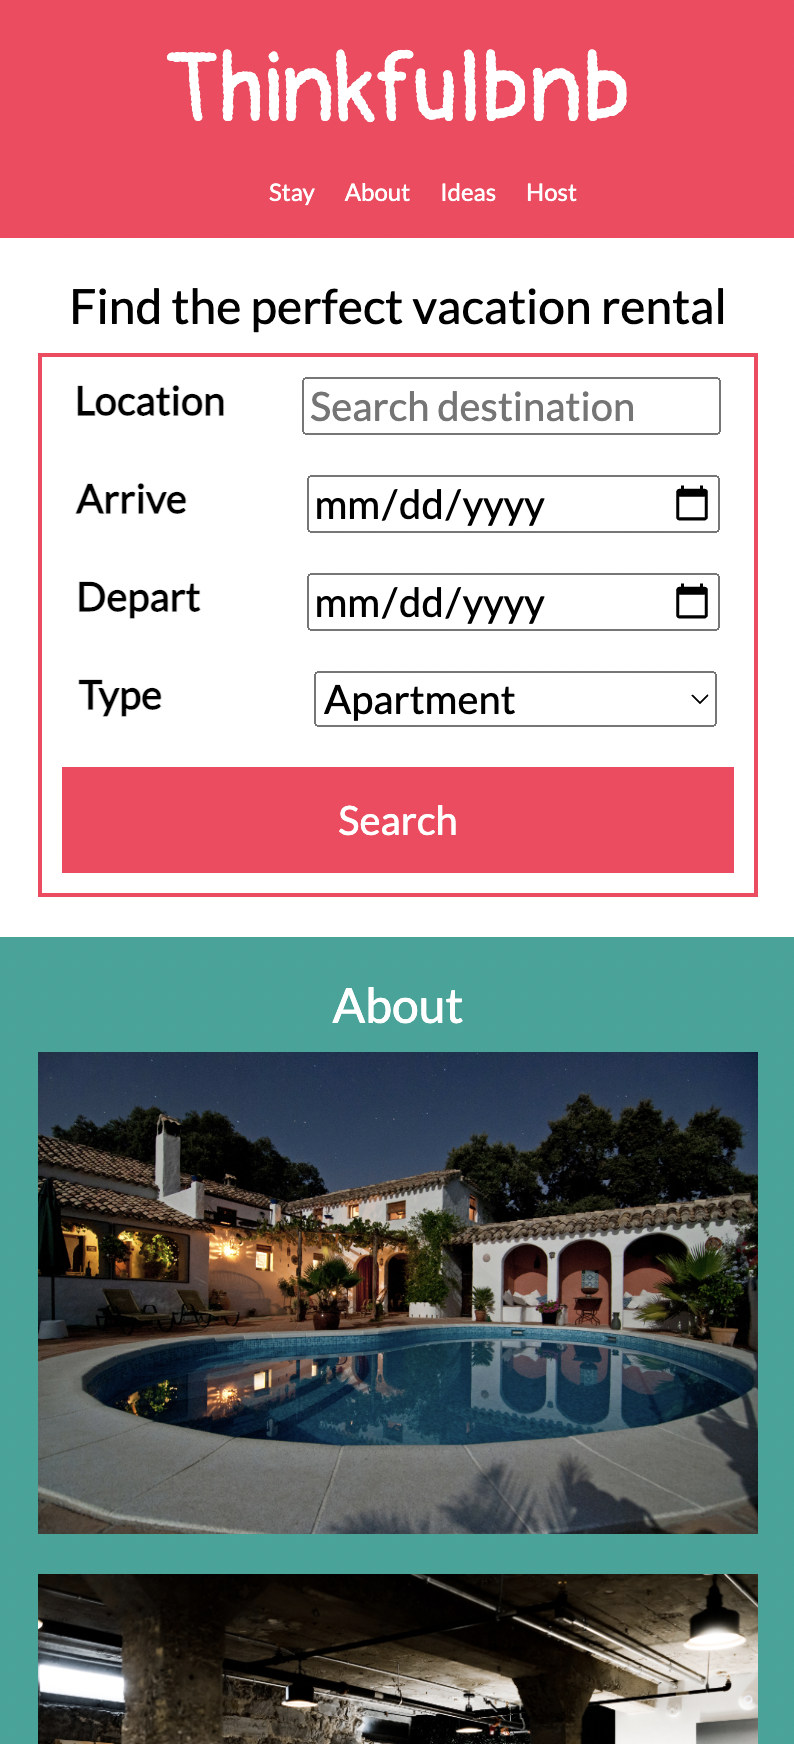 Thinkfulbnb
Stay About Ideas Host
Find the perfect vacation rental
Location Search destination
Arrive mm/dd/yyyy
Depart mm/dd/yyyy
Type Apartment
Search
About